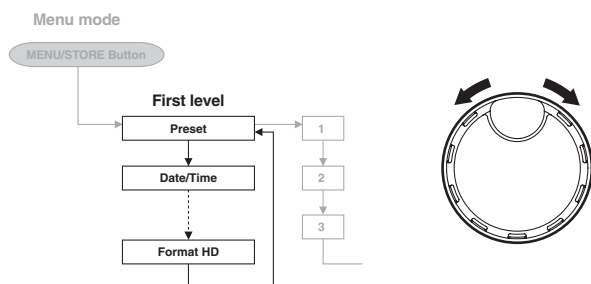 Menu mode
MENU/STORE Button
First level
Preset
1
Date/Time
2
3
Format HD